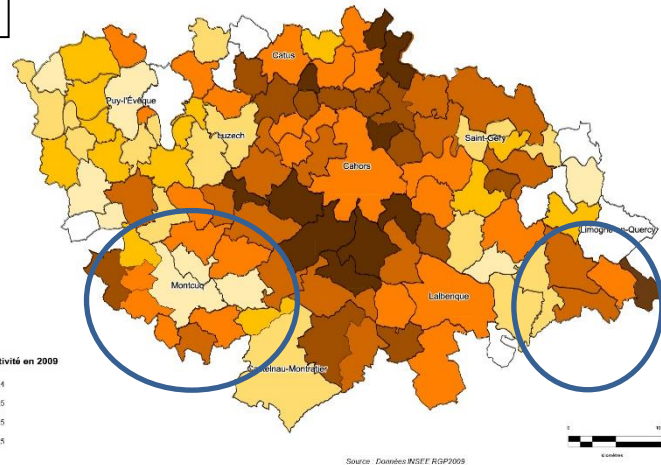 Catus
Puy-l'Évêque
Luzech
Saint-Géry
Cahors
Limogne-en-Quercy
Montcuq
Lalbenque
Castelnau-Montratier
tivité en 2009
Source : Données INSEE RGP2009